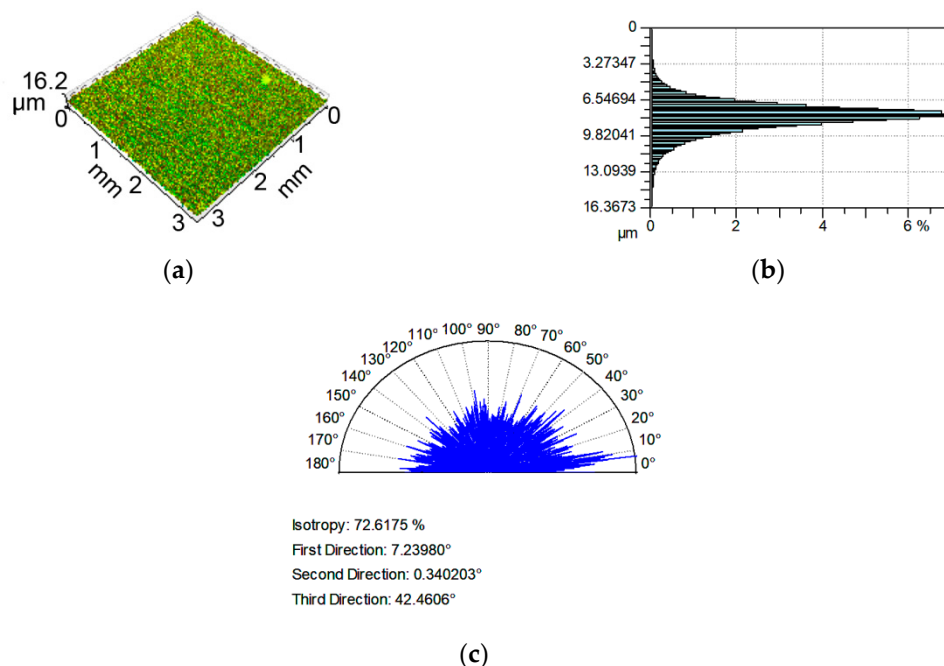 16.2
µm
0
1
2
3
mm
3
2
1
0
mm
(a)
0
3.27347
6.54694
9.82041
13.0939
16.3673
µm
0 2 4 6 %
(b)
180° 170° 160° 150° 140° 130° 120° 110° 100° 90° 80° 70° 60° 50° 40° 30° 20° 10° 0°
Isotropy: 72.6175 %
First Direction: 7.23980°
Second Direction: 0.340203°
Third Direction: 42.4606°
(c)